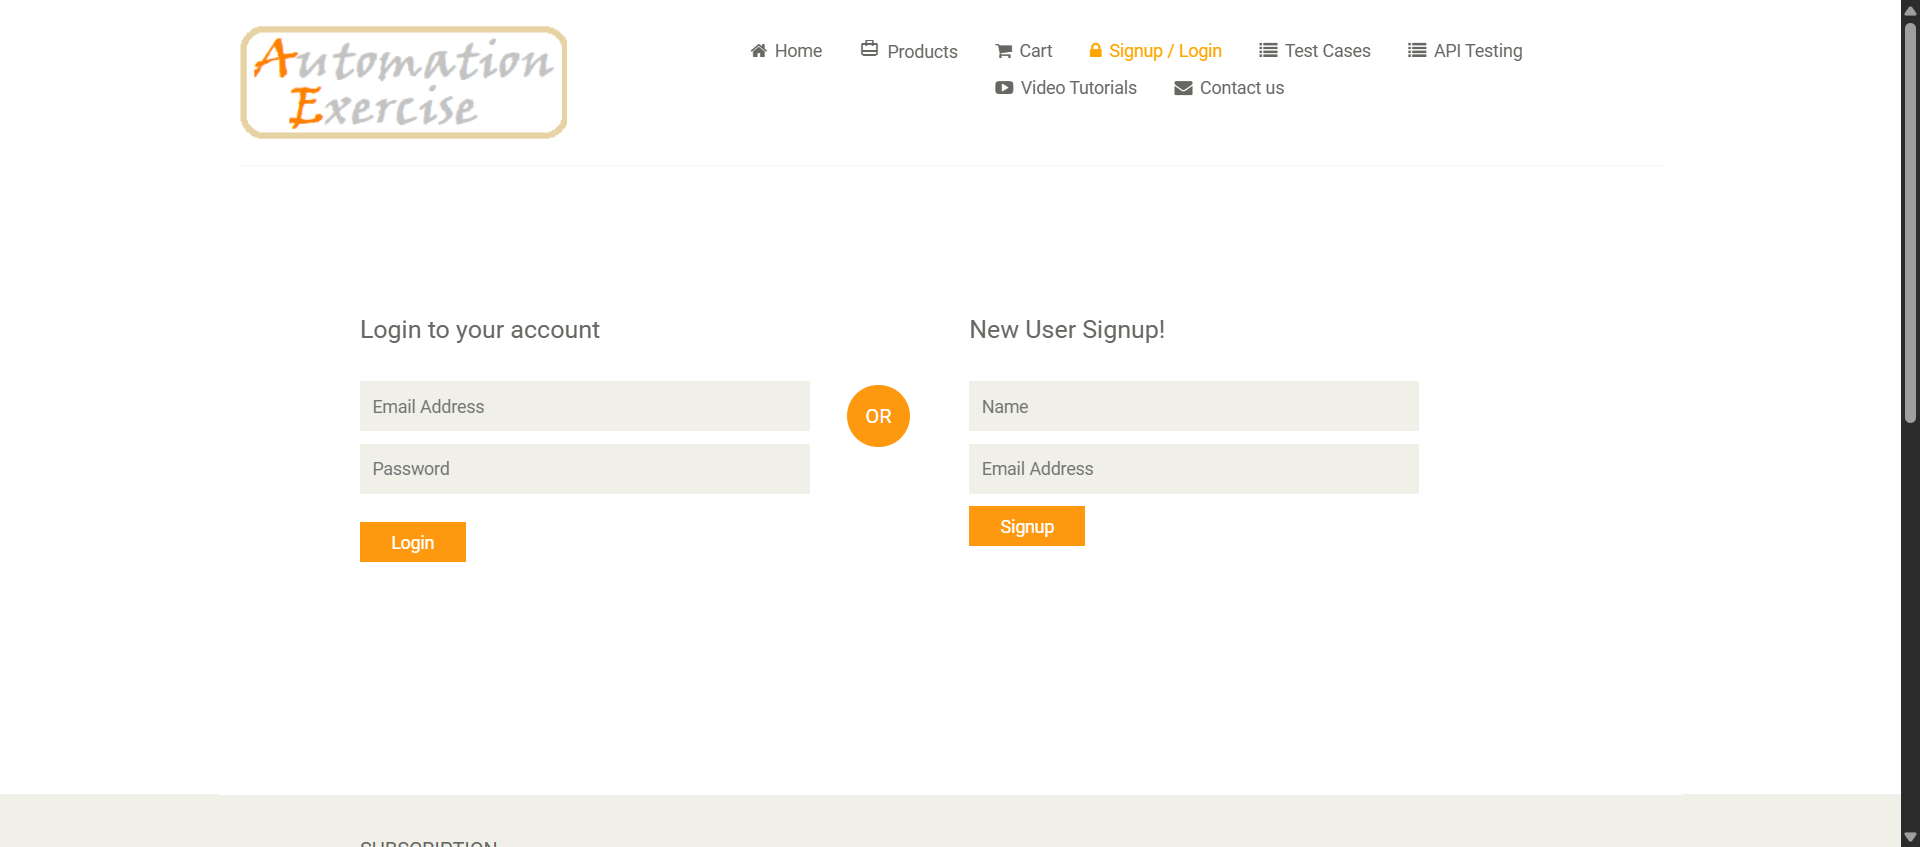 Automation
Exercise
Home
Products
Cart
Signup / Login
Test Cases
API Testing
Video Tutorials
Contact us
Login to your account
Email Address
Password
Login
OR
New User Signup!
Name
Email Address
Signup
SUBSCRIPTION